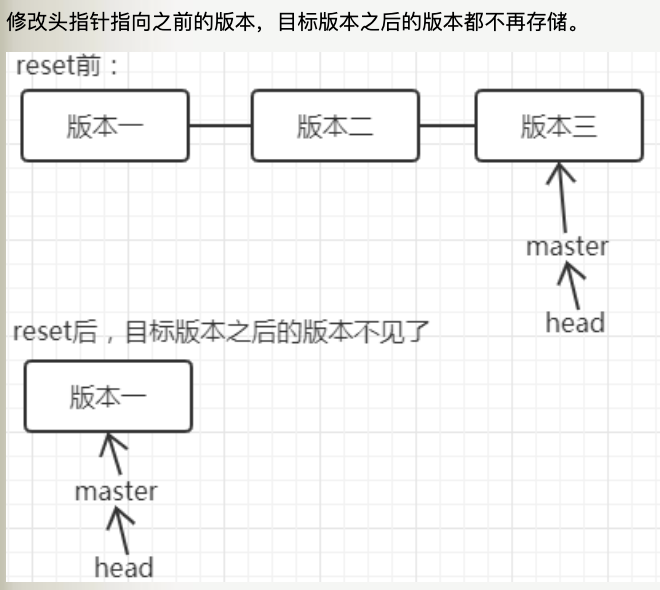 修改头指针指向之前的版本，目标版本之后的版本都不再存储。
reset前：
版本一
版本二
版本三
master
head
reset后，目标版本之后的版本不见了
版本一
master
head